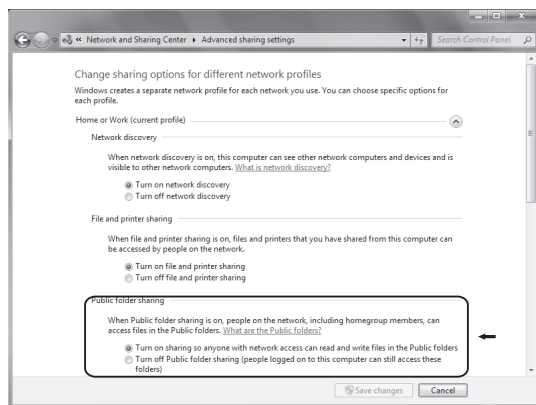 « Network and Sharing Center ▸ Advanced sharing settings
Search Control Panel
Change sharing options for different network profiles
Windows creates a separate network profile for each network you use. You can choose specific options for
each profile.
Home or Work (current profile)
Network discovery
When network discovery is on, this computer can see other network computers and devices and is
visible to other network computers. What is network discovery?
Turn on network discovery
Turn off network discovery
File and printer sharing
When file and printer sharing is on, files and printers that you have shared from this computer can
be accessed by people on the network.
Turn on file and printer sharing
Turn off file and printer sharing
Public folder sharing
When Public folder sharing is on, people on the network, including homegroup members, can
access files in the Public folders. What are the Public folders?
Turn on sharing so anyone with network access can read and write files in the Public folders
Turn off Public folder sharing (people logged on to this computer can still access these
folders)
Save changes
Cancel